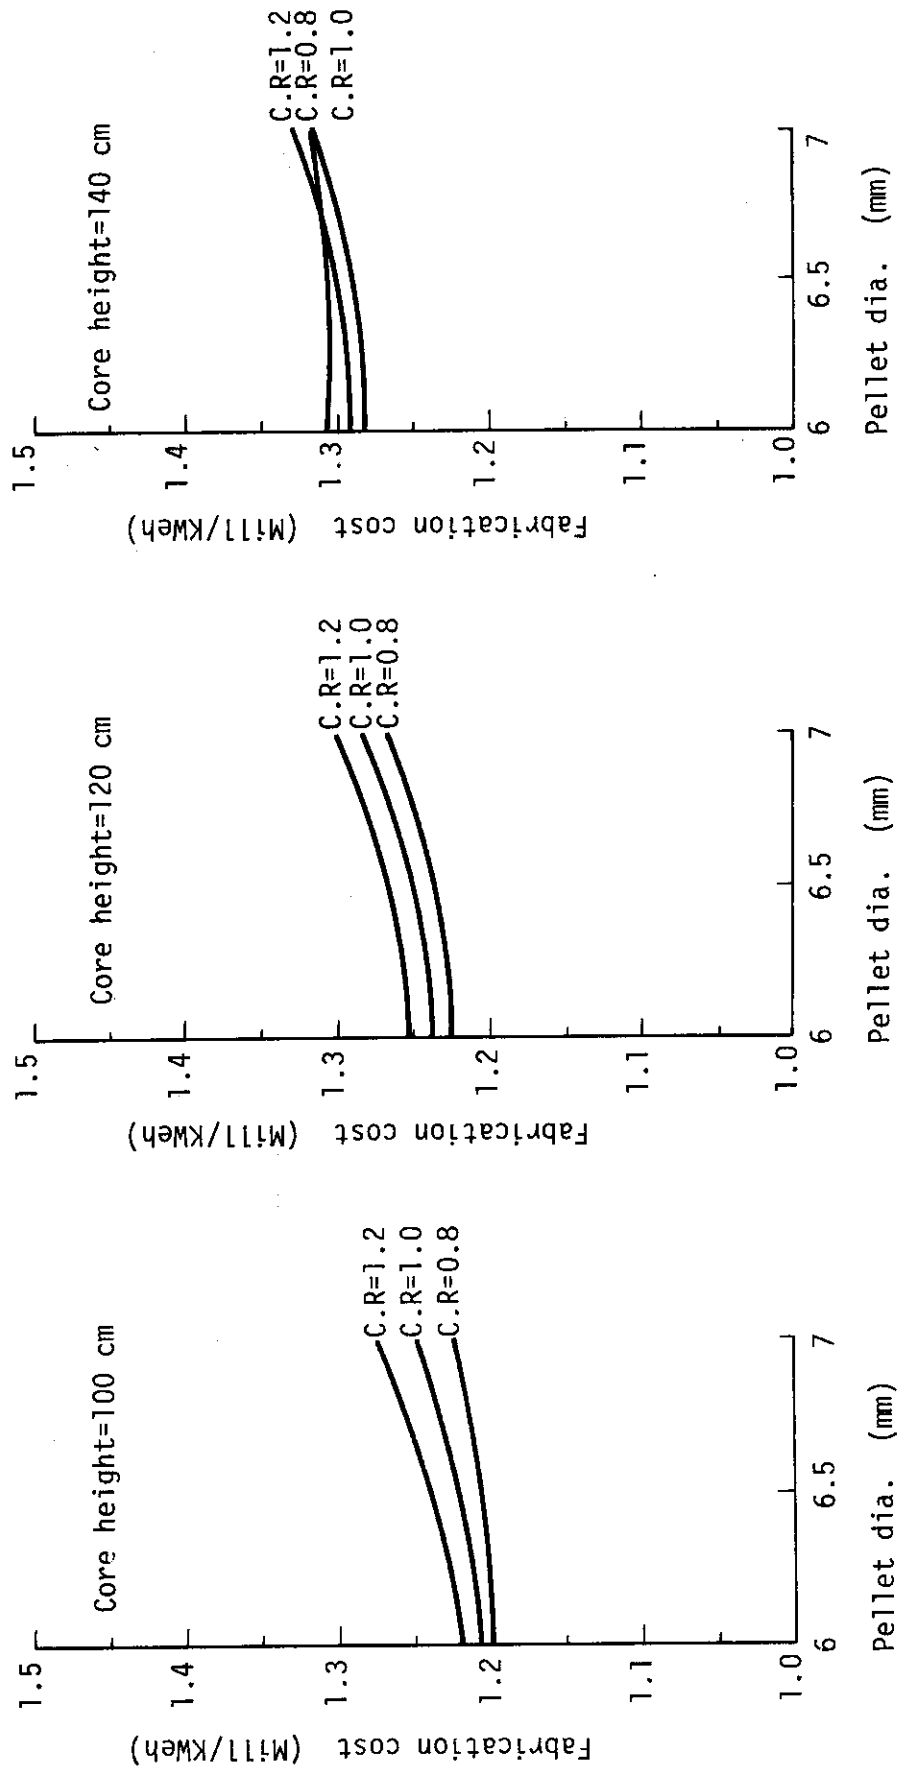 Core height=100 cm
Fabrication cost (Mill/KWeh)
1.5
1.4
1.3
1.2
1.1
1.0
C.R=1.2
C.R=1.0
C.R=0.8
6
6.5
7
Pellet dia. (mm)
Core height=120 cm
Fabrication cost (Mill/KWeh)
1.5
1.4
1.3
1.2
1.1
1.0
C.R=1.2
C.R=1.0
C.R=0.8
6
6.5
7
Pellet dia. (mm)
Core height=140 cm
Fabrication cost (Mill/KWeh)
1.5
1.4
1.3
1.2
1.1
1.0
C.R=1.2
C.R=0.8
C.R=1.0
6
6.5
7
Pellet dia. (mm)